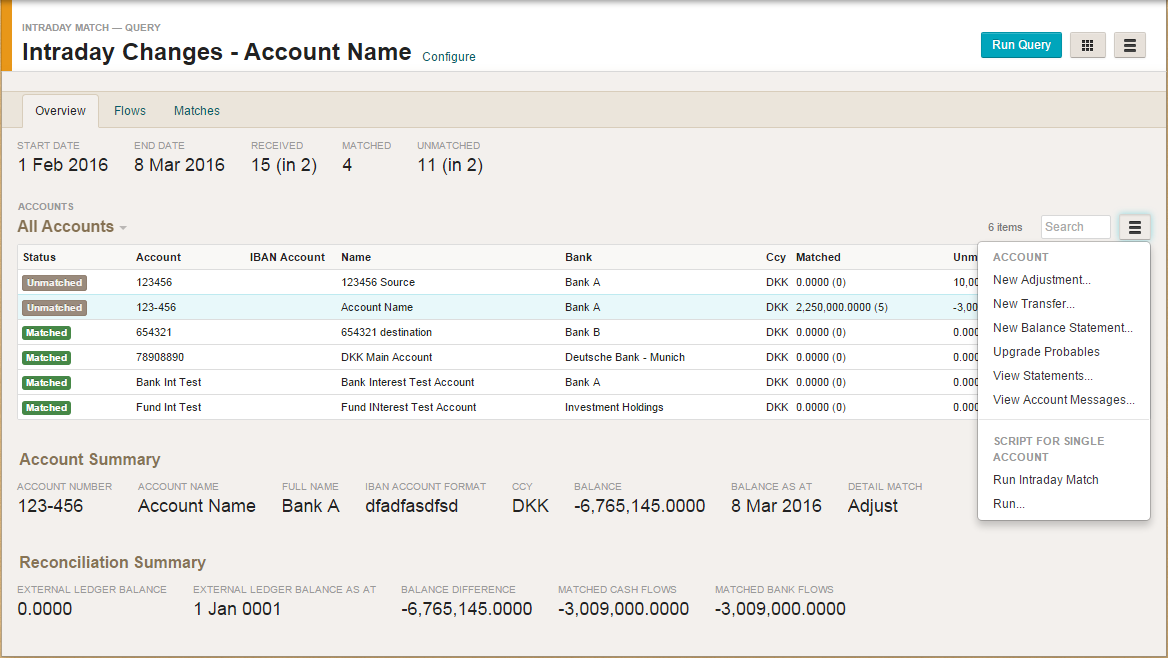 INTRADAY MATCH — QUERY
Intraday Changes - Account Name Configure
Run Query
Overview Flows Matches
START DATE END DATE RECEIVED MATCHED UNMATCHED
1 Feb 2016 8 Mar 2016 15 (in 2) 4 11 (in 2)
ACCOUNTS
All Accounts 6 items Search
Status Account IBAN Account Name Bank Ccy Matched Unm
Unmatched 123456 123456 Source Bank A DKK 0.0000 (0) 10,00
Unmatched 123-456 Account Name Bank A DKK 2,250,000.0000 (5) -3,00
Matched 654321 654321 destination Bank B DKK 0.0000 (0) 0.000
Matched 78908890 DKK Main Account Deutsche Bank - Munich DKK 0.0000 (0) 0.000
Matched Bank Int Test Bank Interest Test Account Bank A DKK 0.0000 (0) 0.000
Matched Fund Int Test Fund INterest Test Account Investment Holdings DKK 0.0000 (0) 0.000
ACCOUNT
New Adjustment...
New Transfer...
New Balance Statement...
Upgrade Probables
View Statements...
View Account Messages...
SCRIPT FOR SINGLE
ACCOUNT
Run Intraday Match
Run...
Account Summary
ACCOUNT NUMBER ACCOUNT NAME FULL NAME IBAN ACCOUNT FORMAT CCY BALANCE BALANCE AS AT DETAIL MATCH
123-456 Account Name Bank A dfadfasdfsd DKK -6,765,145.0000 8 Mar 2016 Adjust
Reconciliation Summary
EXTERNAL LEDGER BALANCE EXTERNAL LEDGER BALANCE AS AT BALANCE DIFFERENCE MATCHED CASH FLOWS MATCHED BANK FLOWS
0.0000 1 Jan 0001 -6,765,145.0000 -3,009,000.0000 -3,009,000.0000